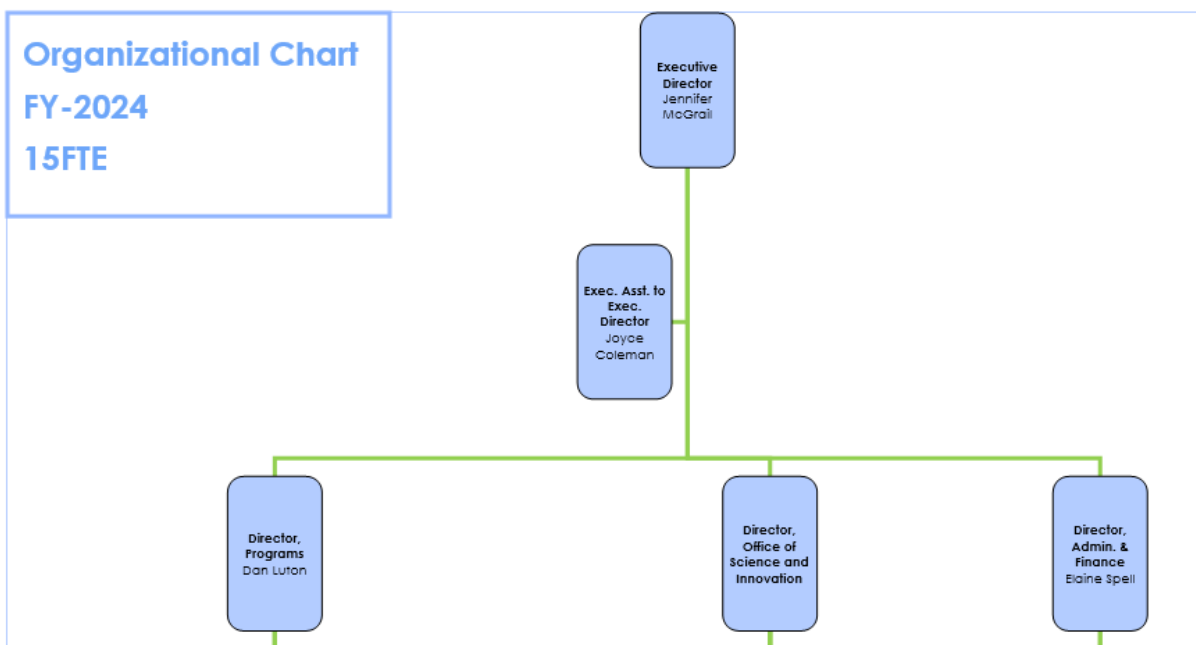 Organizational Chart
FY-2024
15FTE
Executive
Director
Jennifer
McGrail
Exec. Asst. to
Exec.
Director
Joyce
Coleman
Director,
Programs
Dan Luton
Director,
Office of
Science and
Innovation
Director,
Admin. &
Finance
Elaine Spell